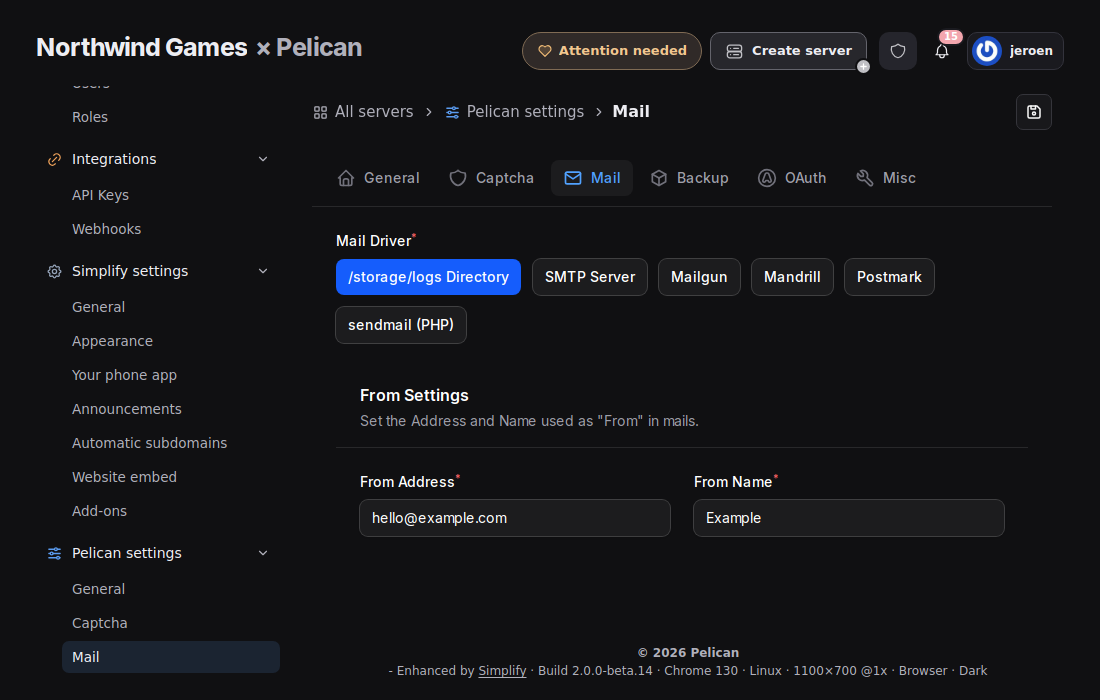 Northwind Games × Pelican
Attention needed
Create server
15
jeroen
Users
Roles
Integrations
API Keys
Webhooks
Simplify settings
General
Appearance
Your phone app
Announcements
Automatic subdomains
Website embed
Add-ons
Pelican settings
General
Captcha
Mail
All servers > Pelican settings > Mail
General Captcha Mail Backup OAuth Misc
Mail Driver*
/storage/logs Directory SMTP Server Mailgun Mandrill Postmark
sendmail (PHP)
From Settings
Set the Address and Name used as "From" in mails.
From Address* From Name*
hello@example.com Example
© 2026 Pelican
- Enhanced by Simplify · Build 2.0.0-beta.14 · Chrome 130 · Linux · 1100×700 @1x · Browser · Dark